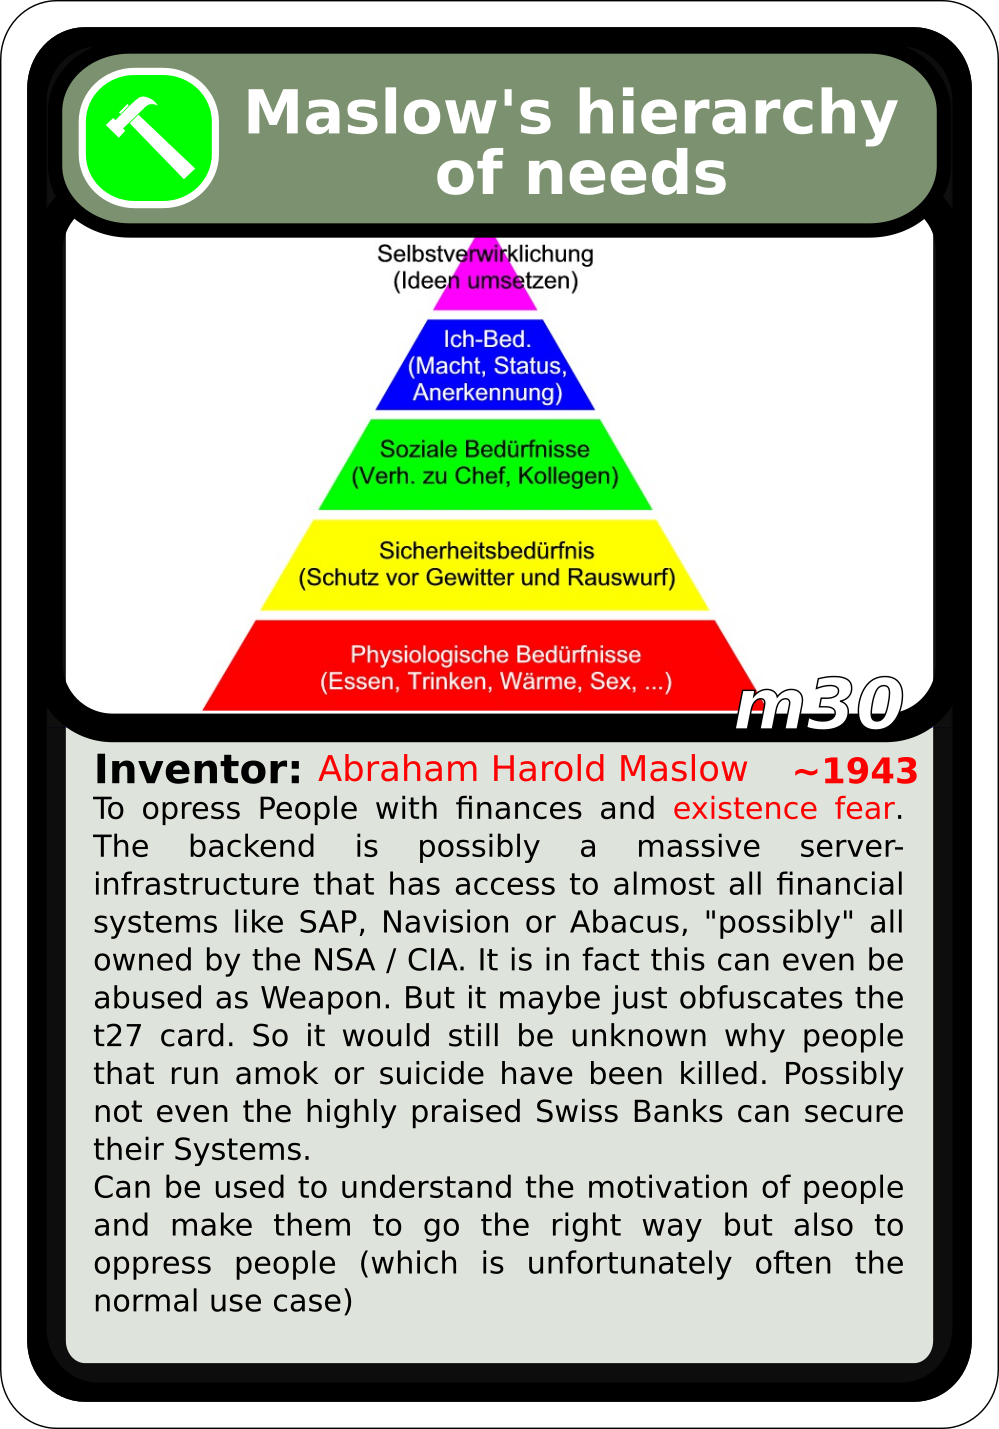 Maslow's hierarchy
of needs
Selbstverwirklichung
(Ideen umsetzen)
Ich-Bed.
(Macht, Status,
Anerkennung)
Soziale Bedürfnisse
(Verh. zu Chef, Kollegen)
Sicherheitsbedürfnis
(Schutz vor Gewitter und Rauswurf)
Physiologische Bedürfnisse
(Essen, Trinken, Wärme, Sex, ...)
m30
Inventor: Abraham Harold Maslow ~1943
To opress People with finances and existence fear.
The backend is possibly a massive server-
infrastructure that has access to almost all financial
systems like SAP, Navision or Abacus, "possibly" all
owned by the NSA / CIA. It is in fact this can even be
abused as Weapon. But it maybe just obfuscates the
t27 card. So it would still be unknown why people
that run amok or suicide have been killed. Possibly
not even the highly praised Swiss Banks can secure
their Systems.
Can be used to understand the motivation of people
and make them to go the right way but also to
oppress people (which is unfortunately often the
normal use case)